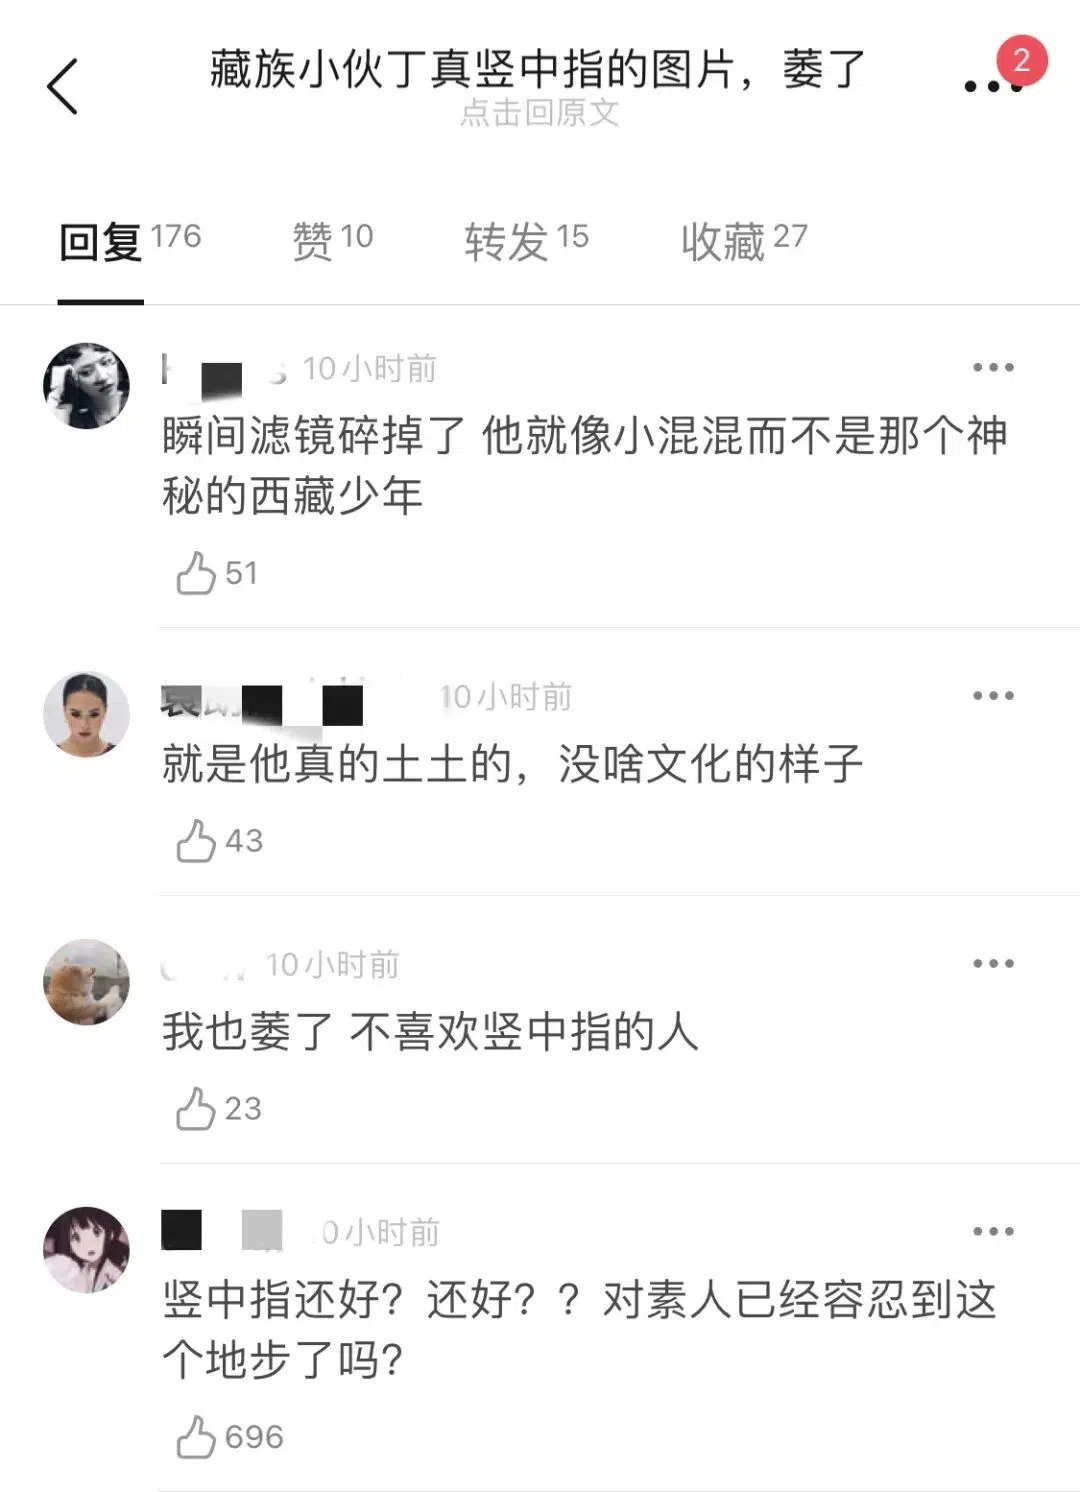 藏族小伙丁真竖中指的图片，萎了
2
点击回原文
回复 176 赞 10 转发 15 收藏 27
10小时前
瞬间滤镜碎掉了 他就像小混混而不是那个神
秘的西藏少年
51
10小时前
就是他真的土土的，没啥文化的样子
43
10小时前
我也萎了 不喜欢竖中指的人
23
0小时前
竖中指还好？还好？？对素人已经容忍到这
个地步了吗？
696